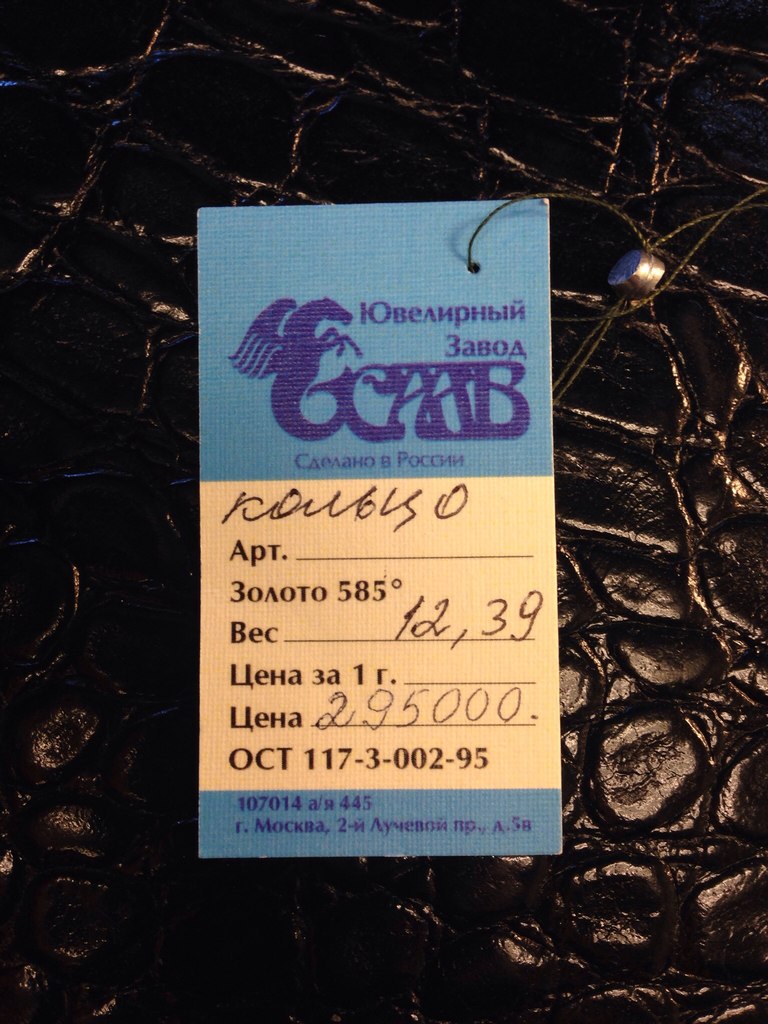 Ювелирный
Завод
ЭСААВ
Сделано в России
кольцо
Арт.
Золото 585°
Вес 12,39
Цена за 1 г.
Цена 295000.
ОСТ 117-3-002-95
107014 а/я 445
г. Москва, 2-й Лучевой пр., д.5в